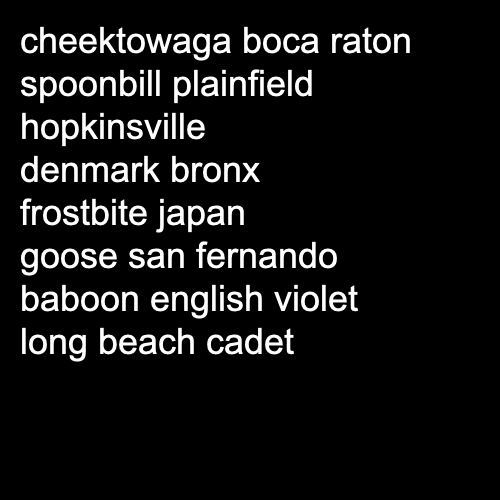 cheektowaga boca raton
spoonbill plainfield
hopkinsville
denmark bronx
frostbite japan
goose san fernando
baboon english violet
long beach cadet